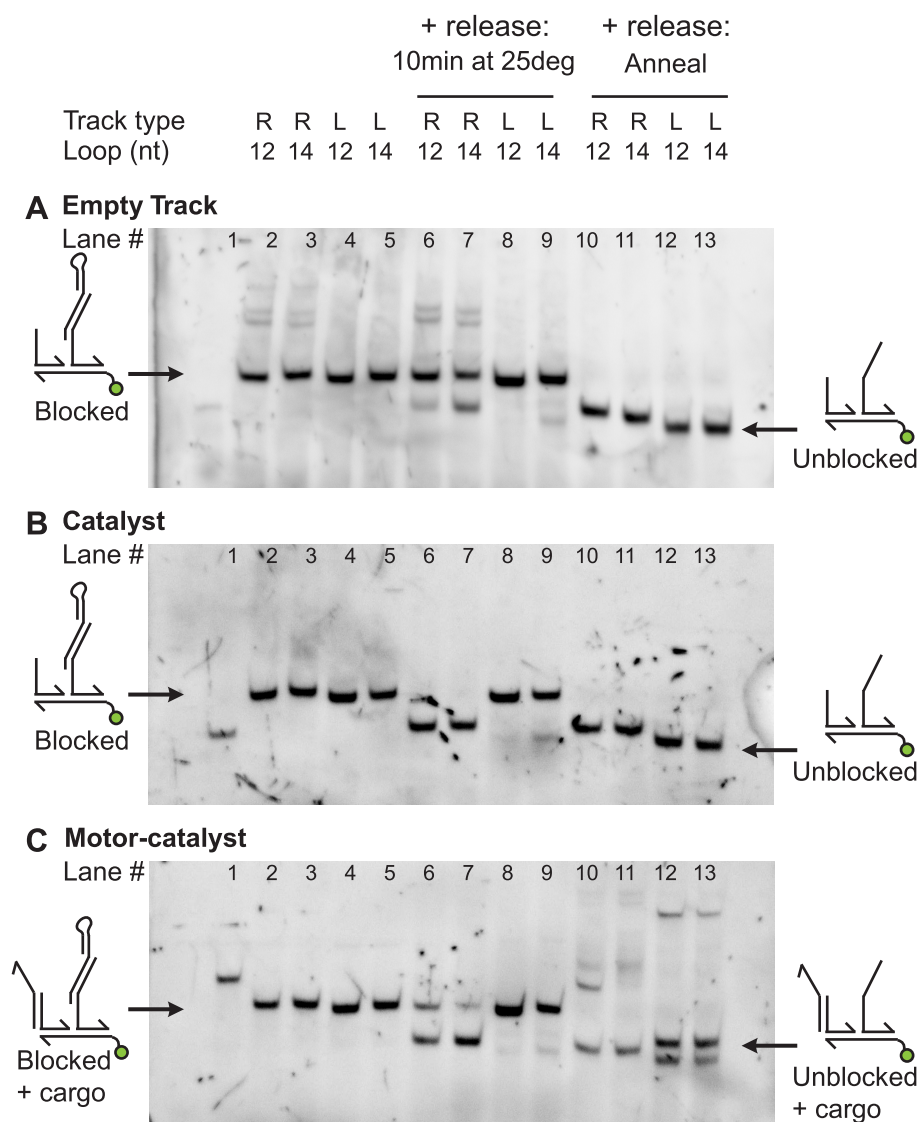 + release: + release:
10min at 25deg Anneal
Track type R R L L R R L L R R L L
Loop (nt) 12 14 12 14 12 14 12 14 12 14 12 14
A Empty Track
Lane # 1 2 3 4 5 6 7 8 9 10 11 12 13
Blocked
Unblocked
B Catalyst
Lane # 1 2 3 4 5 6 7 8 9 10 11 12 13
Blocked
Unblocked
C Motor-catalyst
Lane # 1 2 3 4 5 6 7 8 9 10 11 12 13
Blocked
+ cargo
Unblocked
+ cargo